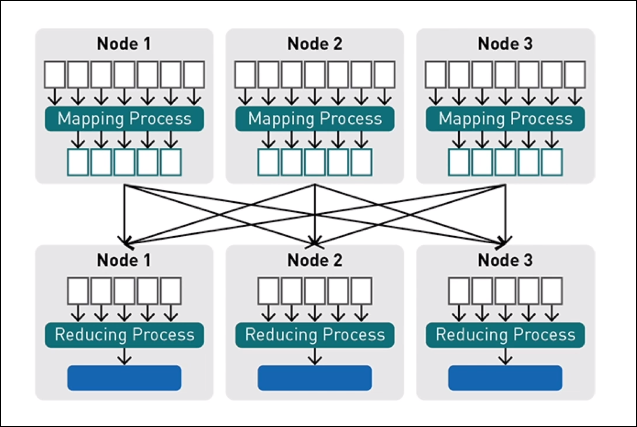 Node 1
Node 2
Node 3
Mapping Process
Mapping Process
Mapping Process
Node 1
Node 2
Node 3
Reducing Process
Reducing Process
Reducing Process